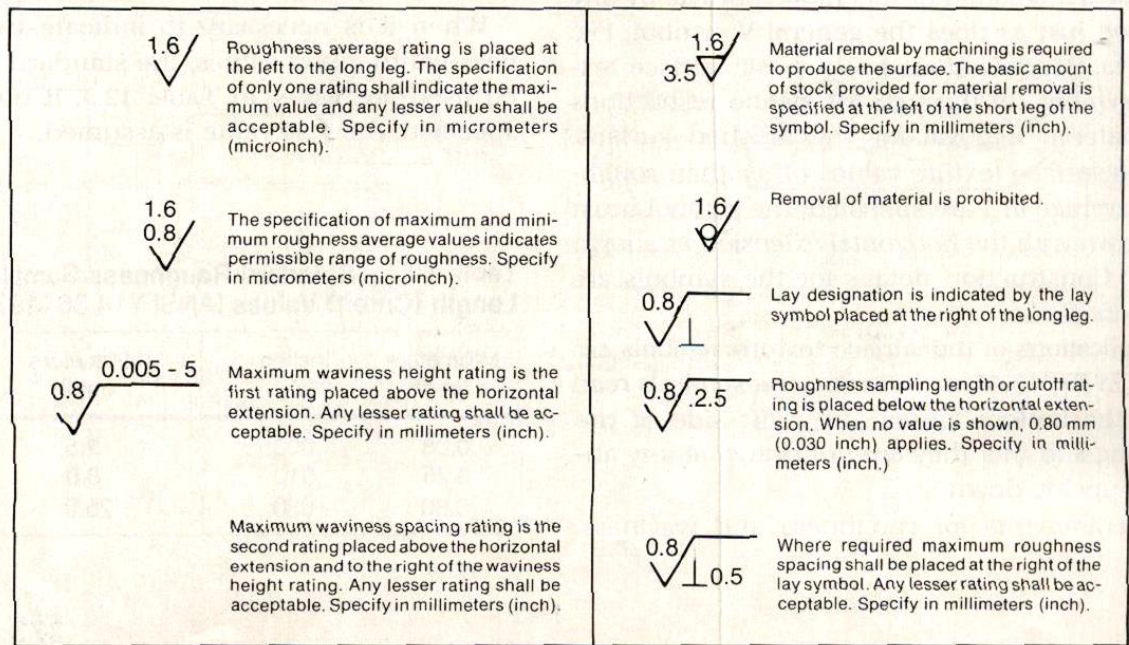 1.6
Roughness average rating is placed at
the left to the long leg. The specification
of only one rating shall indicate the maxi-
mum value and any lesser value shall be
acceptable. Specify in micrometers
(microinch).
1.6
0.8
The specification of maximum and mini-
mum roughness average values indicates
permissible range of roughness. Specify
in micrometers (microinch).
0.8
0.005 - 5
Maximum waviness height rating is the
first rating placed above the horizontal
extension. Any lesser rating shall be ac-
ceptable. Specify in millimeters (inch).
Maximum waviness spacing rating is the
second rating placed above the horizontal
extension and to the right of the waviness
height rating. Any lesser rating shall be
acceptable. Specify in millimeters (inch).
1.6
3.5
Material removal by machining is required
to produce the surface. The basic amount
of stock provided for material removal is
specified at the left of the short leg of the
symbol. Specify in millimeters (inch).
1.6
Removal of material is prohibited.
0.8
⊥
Lay designation is indicated by the lay
symbol placed at the right of the long leg.
0.8
2.5
Roughness sampling length or cutoff rat-
ing is placed below the horizontal exten-
sion. When no value is shown, 0.80 mm
(0.030 inch) applies. Specify in milli-
meters (inch.)
0.8
⊥ 0.5
Where required maximum roughness
spacing shall be placed at the right of the
lay symbol. Any lesser rating shall be ac-
ceptable. Specify in millimeters (inch).